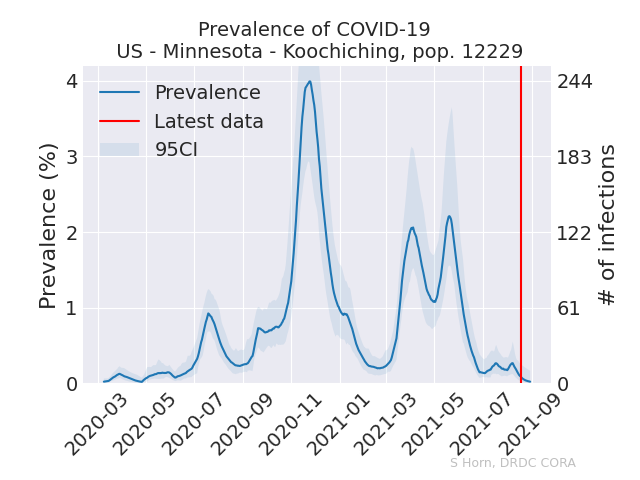 Prevalence of COVID-19
US - Minnesota - Koochiching, pop. 12229
Prevalence
Latest data
95CI
Prevalence (%)
4
3
2
1
0
244
183
122
61
0
# of infections
2020-03
2020-05
2020-07
2020-09
2020-11
2021-01
2021-03
2021-05
2021-07
2021-09
S Horn, DRDC CORA